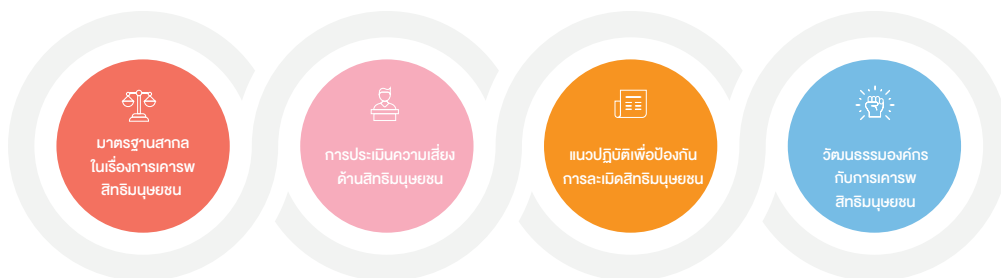 มาตรฐานสากล
ในเรื่องการเคารพ
สิทธิมนุษยชน
การประเมินความเสี่ยง
ด้านสิทธิมนุษยชน
แนวปฏิบัติเพื่อป้องกัน
การละเมิดสิทธิมนุษยชน
วัฒนธรรมองค์กร
กับการเคารพ
สิทธิมนุษยชน